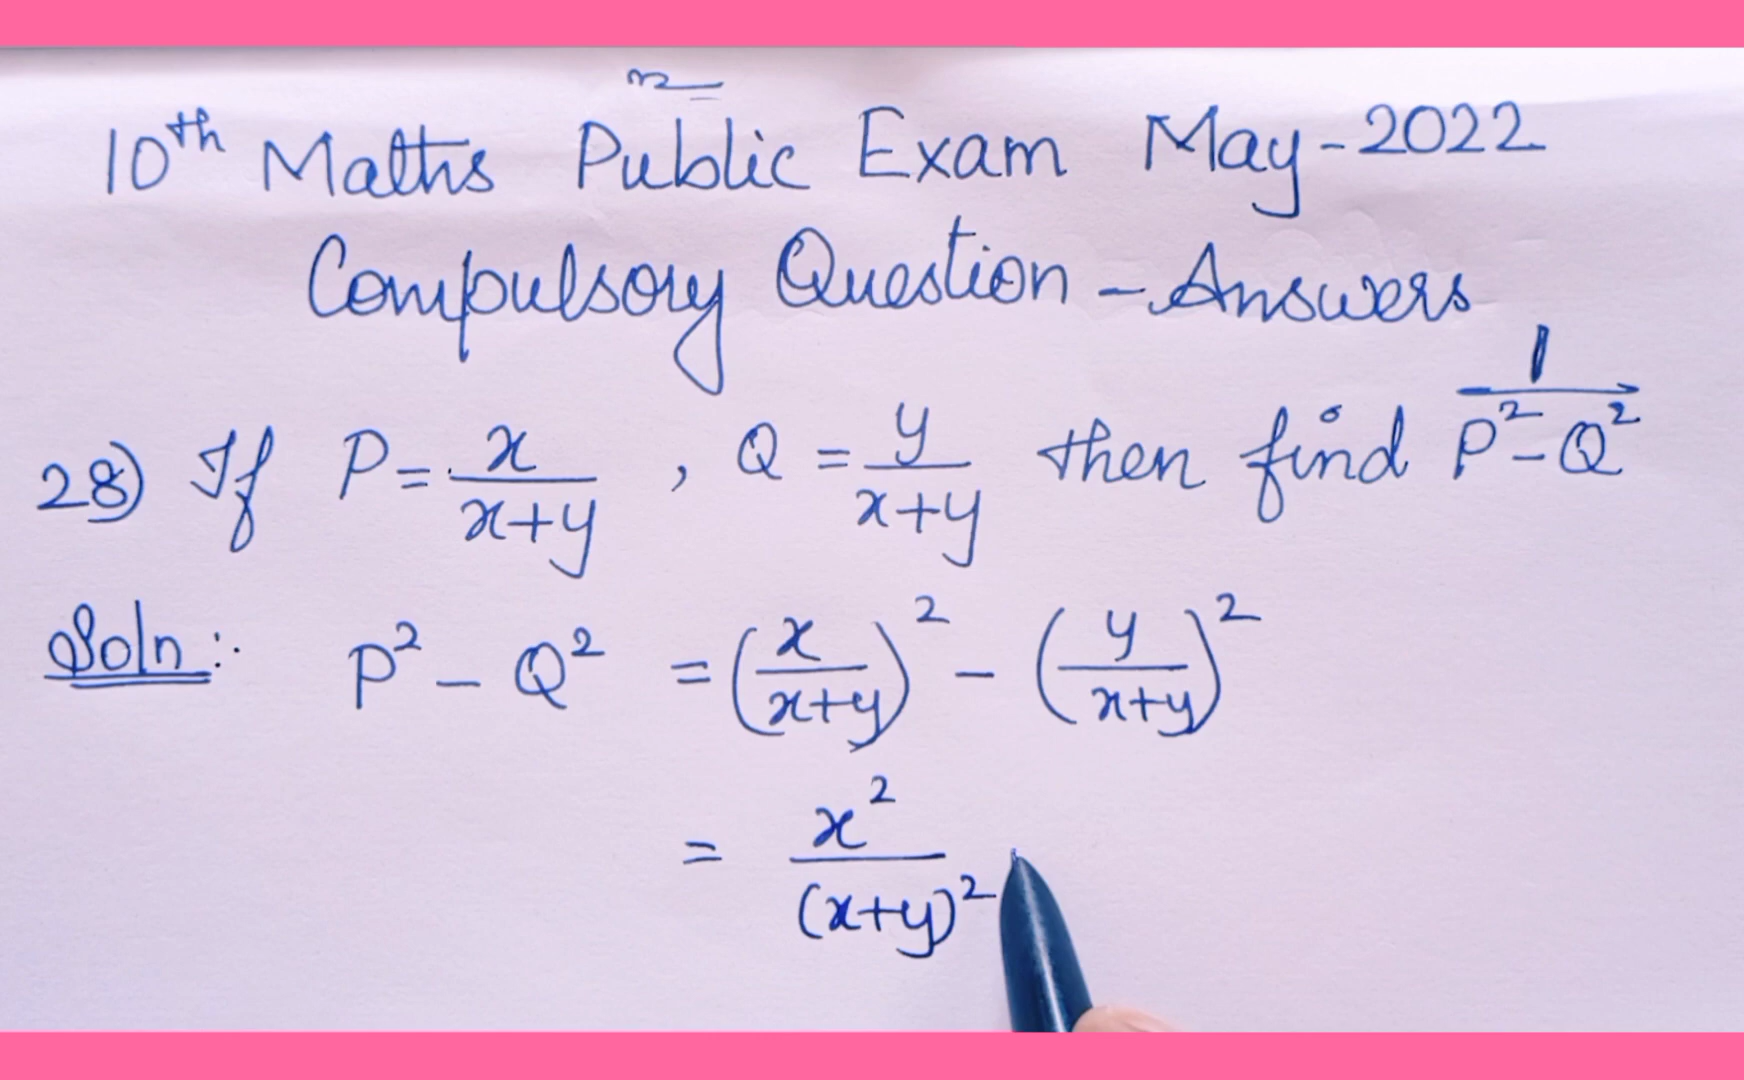 10th Maths Public Exam May-2022
Compulsory Question - Answers
28) If P = x/(x+y) , Q = y/(x+y) then find 1/(P²-Q²)
Soln: P² - Q² = (x/(x+y))² - (y/(x+y))²
= x²/(x+y)²